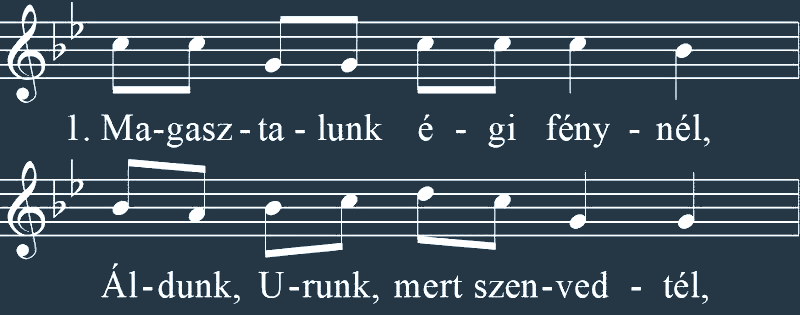 1. Ma-gasz-ta-lunk é-gi fény-nél,
Ál-dunk, U-runk, mert szen-ved-tél,